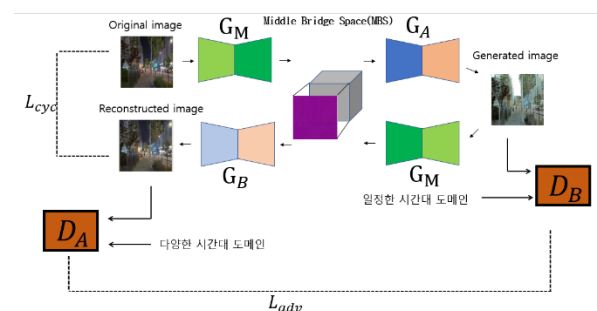 Original image
G_M
Middle Bridge Space(MBS)
G_A
Generated image
L_cyc
Reconstructed image
G_B
G_M
D_B
일정한 시간대 도메인
D_A
다양한 시간대 도메인
L_adv